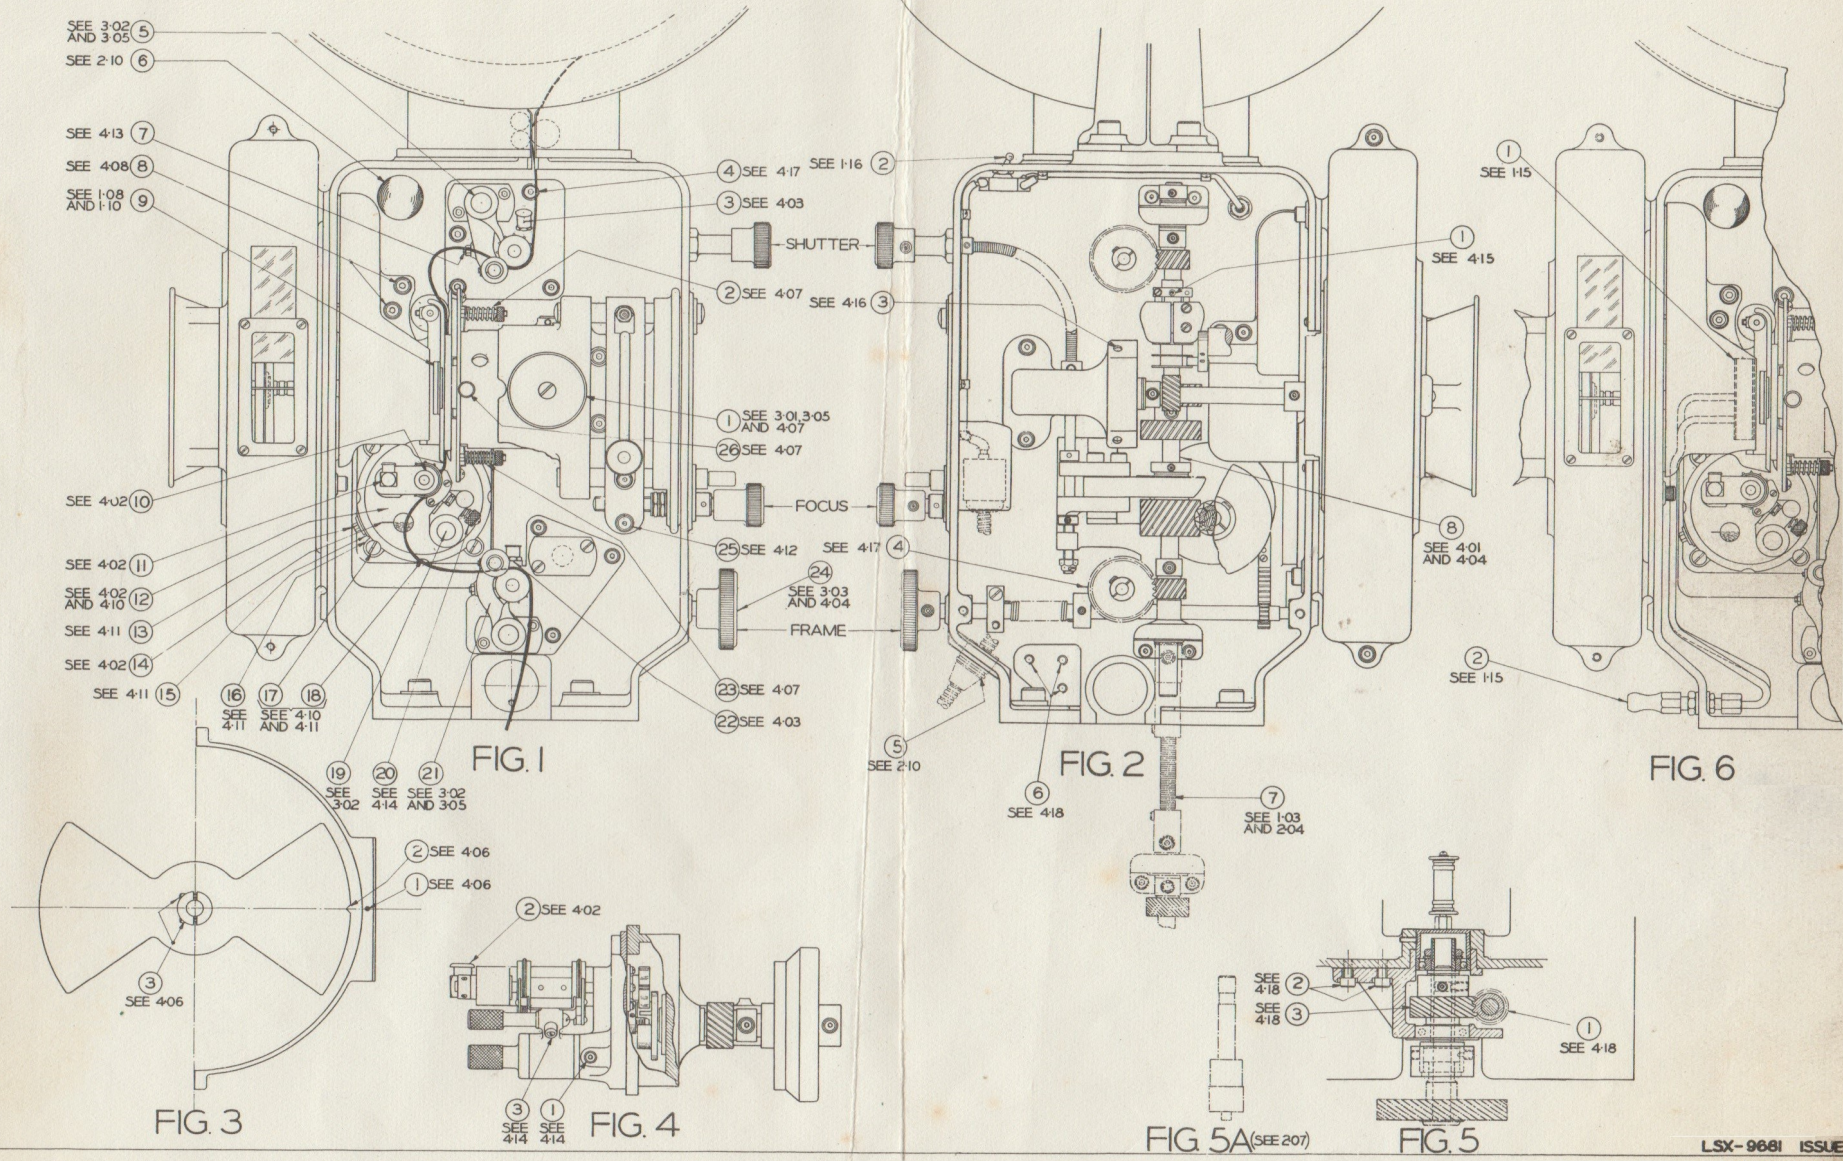 SEE 3·02
AND 3·05 5
SEE 2·10 6
SEE 4·13 7
SEE 4·08 8
SEE 1·08
AND 1·10 9
4 SEE 4·17
3 SEE 4·03
SHUTTER
2 SEE 4·07
1 SEE 3·01, 3·05
AND 4·07
26 SEE 4·07
FOCUS
25 SEE 4·12
24
SEE 3·03
AND 4·04
FRAME
23 SEE 4·07
22 SEE 4·03
SEE 4·02 10
SEE 4·02 11
SEE 4·02
AND 4·10 12
SEE 4·11 13
SEE 4·02 14
SEE 4·11 15
16
SEE
4·11
17 18
SEE 4·10
AND 4·11
19
SEE
3·02
20
SEE
4·14
21
SEE 3·02
AND 3·05
FIG. 1
SEE 1·16 2
1
SEE 4·15
SEE 4·16 3
8
SEE 4·01
AND 4·04
SEE 4·17 4
5
SEE 2·10
6
SEE 4·18
7
SEE 1·03
AND 2·04
FIG. 2
1
SEE 1·15
2
SEE 1·15
FIG. 6
2 SEE 4·06
1 SEE 4·06
3
SEE 4·06
FIG. 3
2 SEE 4·02
3
SEE
4·14
1
SEE
4·14
FIG. 4
FIG. 5A (SEE 2·07)
SEE
4·18 2
SEE
4·18 3
1
SEE 4·18
FIG. 5
LSX-9661 ISSUE